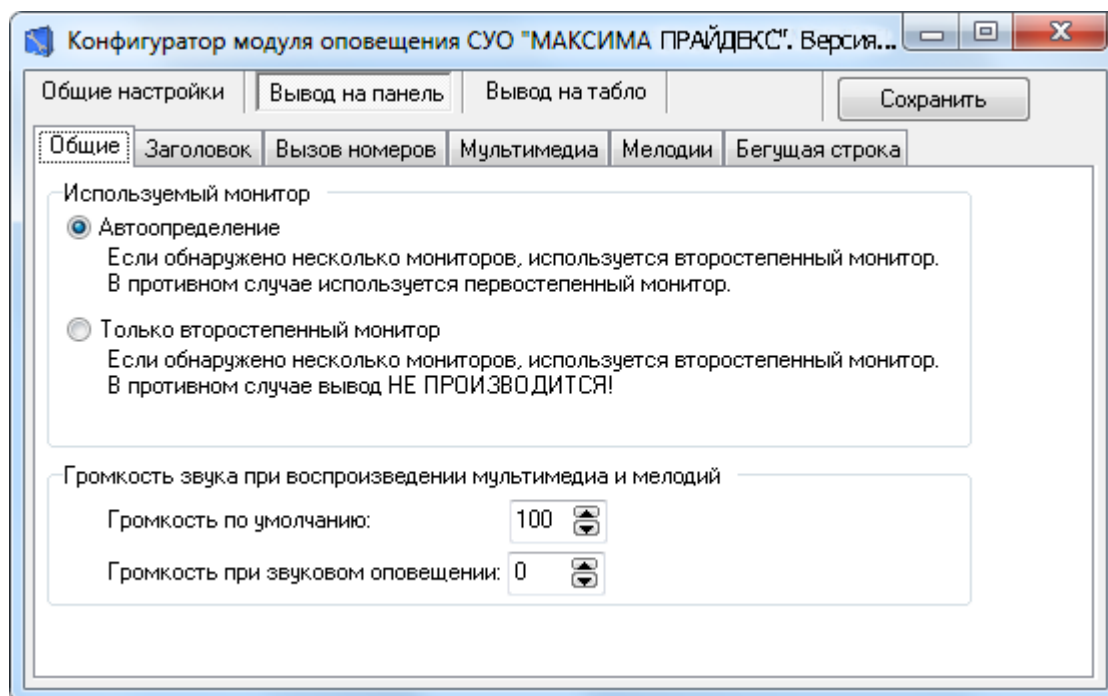 Конфигуратор модуля оповещения СУО "МАКСИМА ПРАЙДЕКС". Версия...
Общие настройки Вывод на панель Вывод на табло Сохранить
Общие Заголовок Вызов номеров Мультимедиа Мелодии Бегущая строка
Используемый монитор
Автоопределение
Если обнаружено несколько мониторов, используется второстепенный монитор.
В противном случае используется первостепенный монитор.
Только второстепенный монитор
Если обнаружено несколько мониторов, используется второстепенный монитор.
В противном случае вывод НЕ ПРОИЗВОДИТСЯ!
Громкость звука при воспроизведении мультимедиа и мелодий
Громкость по умолчанию: 100
Громкость при звуковом оповещении: 0